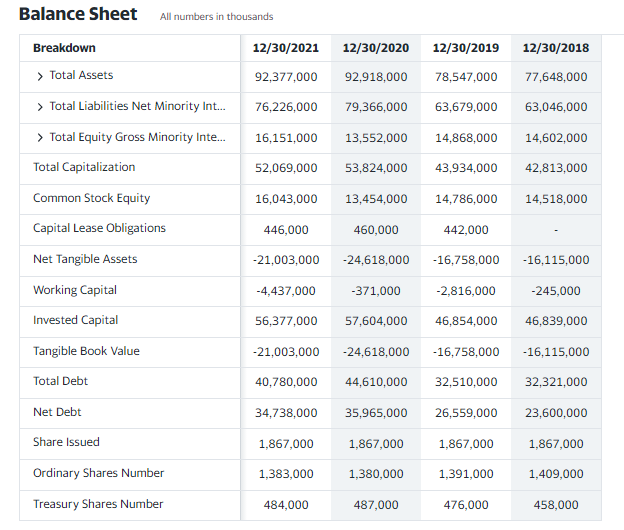 Balance Sheet All numbers in thousands
Breakdown 12/30/2021 12/30/2020 12/30/2019 12/30/2018
> Total Assets 92,377,000 92,918,000 78,547,000 77,648,000
> Total Liabilities Net Minority Int... 76,226,000 79,366,000 63,679,000 63,046,000
> Total Equity Gross Minority Inte... 16,151,000 13,552,000 14,868,000 14,602,000
Total Capitalization 52,069,000 53,824,000 43,934,000 42,813,000
Common Stock Equity 16,043,000 13,454,000 14,786,000 14,518,000
Capital Lease Obligations 446,000 460,000 442,000 -
Net Tangible Assets -21,003,000 -24,618,000 -16,758,000 -16,115,000
Working Capital -4,437,000 -371,000 -2,816,000 -245,000
Invested Capital 56,377,000 57,604,000 46,854,000 46,839,000
Tangible Book Value -21,003,000 -24,618,000 -16,758,000 -16,115,000
Total Debt 40,780,000 44,610,000 32,510,000 32,321,000
Net Debt 34,738,000 35,965,000 26,559,000 23,600,000
Share Issued 1,867,000 1,867,000 1,867,000 1,867,000
Ordinary Shares Number 1,383,000 1,380,000 1,391,000 1,409,000
Treasury Shares Number 484,000 487,000 476,000 458,000